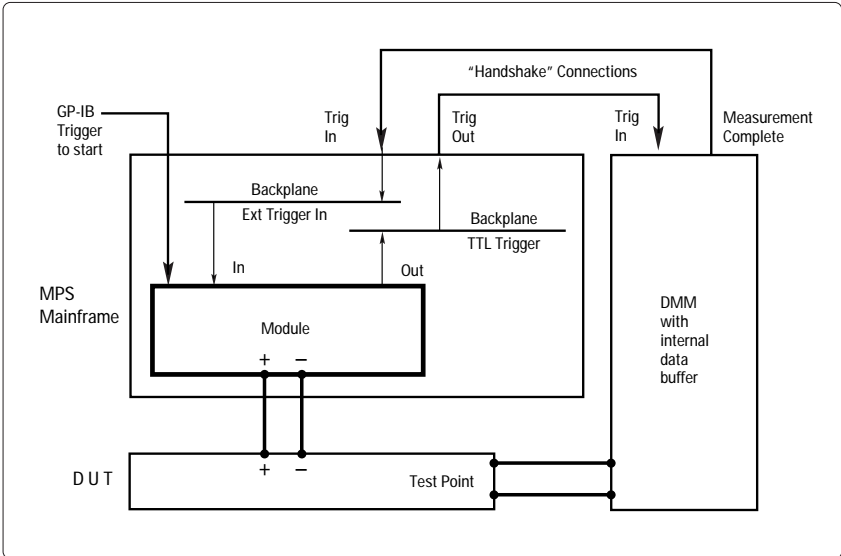 “Handshake” Connections
GP-IB
Trigger
to start
Trig
In
Trig
Out
Trig
In
Measurement
Complete
Backplane
Ext Trigger In
Backplane
TTL Trigger
In
Out
MPS
Mainframe
Module
+ –
DMM
with
internal
data
buffer
D U T
+ –
Test Point